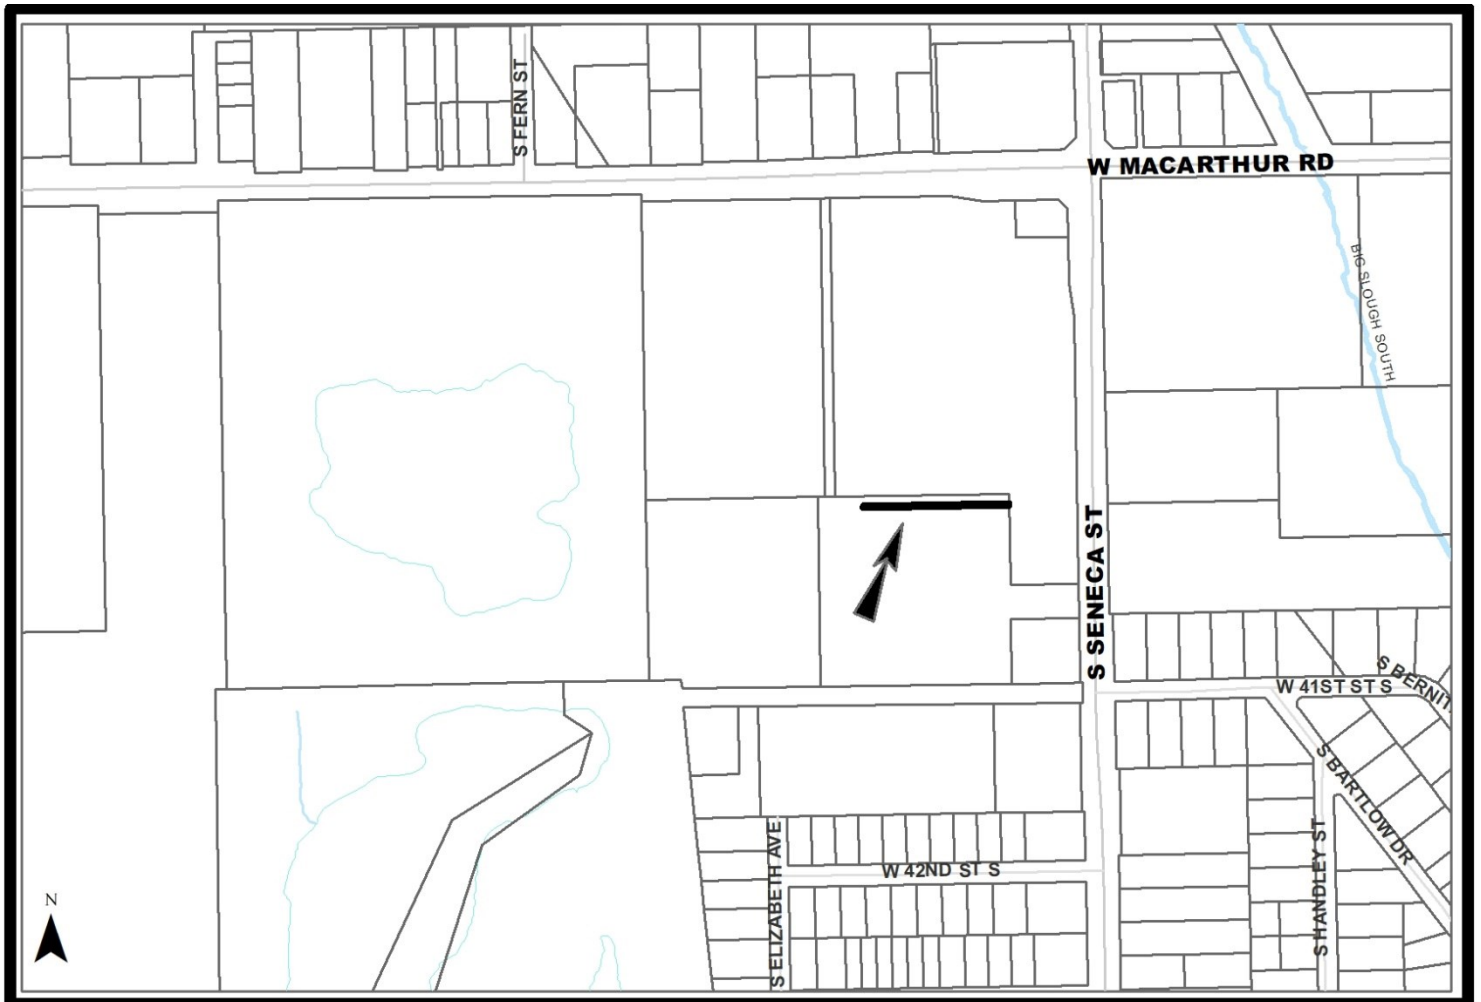 S FERN ST
W MACARTHUR RD
BIG SLOUGH SOUTH
S SENECA ST
S BERNIT
W 41ST ST S
S BARTLOW DR
S HANDLEY ST
S ELIZABETH AVE
W 42ND ST S
N